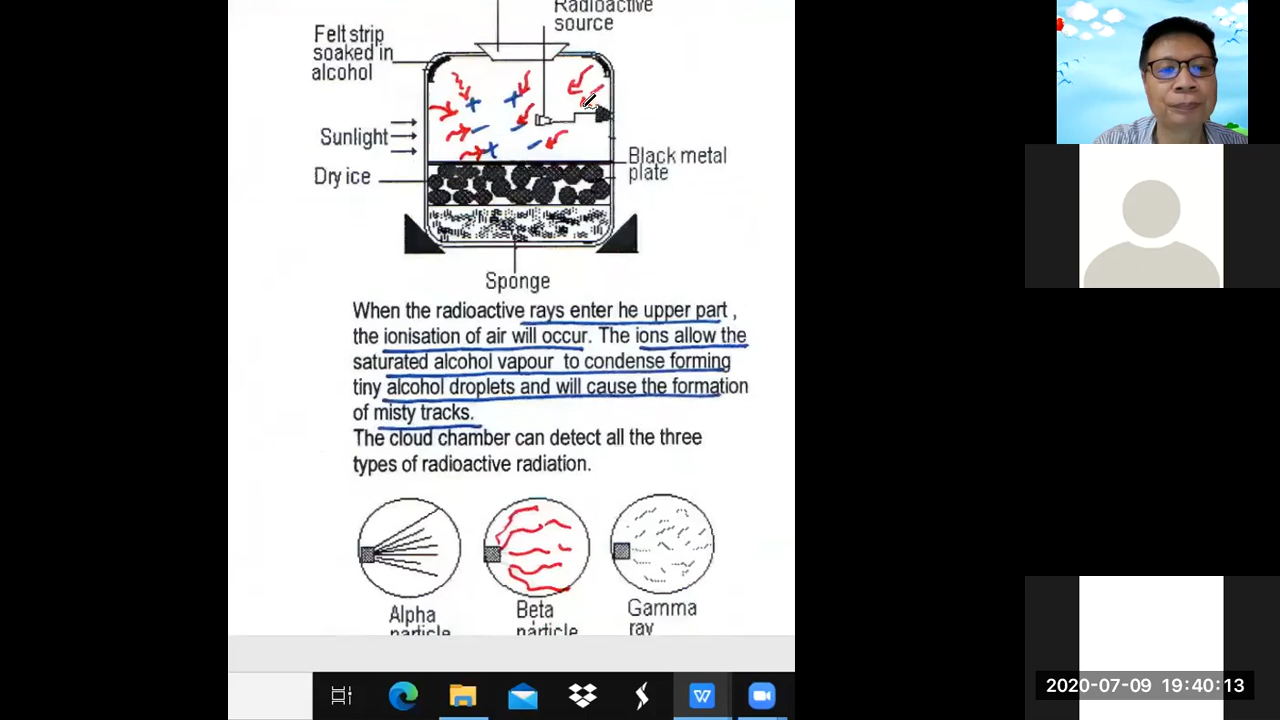 Radioactive
source
Felt strip
soaked in
alcohol
Sunlight
Dry ice
Black metal
plate
Sponge
When the radioactive rays enter he upper part ,
the ionisation of air will occur. The ions allow the
saturated alcohol vapour to condense forming
tiny alcohol droplets and will cause the formation
of misty tracks.
The cloud chamber can detect all the three
types of radioactive radiation.
Alpha
particle
Beta
particle
Gamma
ray
2020-07-09 19:40:13